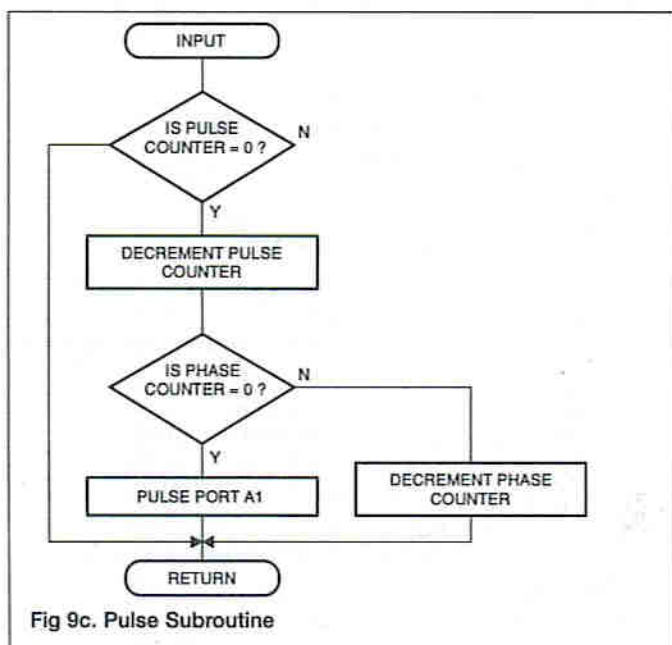 INPUT
IS PULSE
COUNTER = 0 ?
N
Y
DECREMENT PULSE
COUNTER
IS PHASE
COUNTER = 0 ?
N
Y
PULSE PORT A1
DECREMENT PHASE
COUNTER
RETURN
Fig 9c. Pulse Subroutine